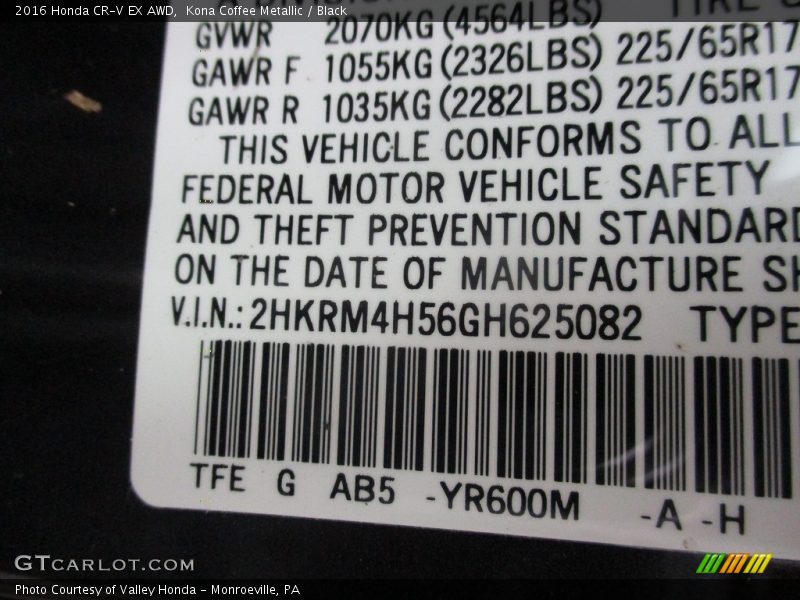 2016 Honda CR-V EX AWD, Kona Coffee Metallic / Black
GVWR 2070KG (4564LBS)
GAWR F 1055KG (2326LBS) 225/65R17
GAWR R 1035KG (2282LBS) 225/65R17
THIS VEHICLE CONFORMS TO ALL
FEDERAL MOTOR VEHICLE SAFETY
AND THEFT PREVENTION STANDARD
ON THE DATE OF MANUFACTURE SH
V.I.N.: 2HKRM4H56GH625082 TYPE
TFE G AB5 -YR600M -A -H
GTCARLOT.COM
Photo Courtesy of Valley Honda - Monroeville, PA